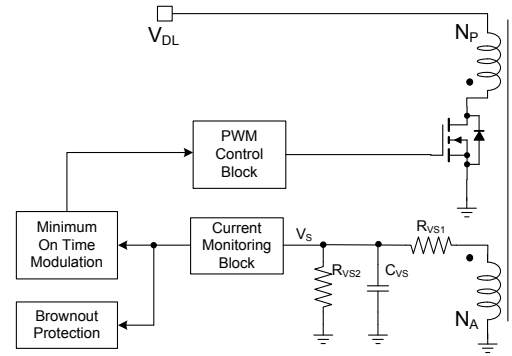 V_DL
N_P
PWM
Control
Block
Minimum
On Time
Modulation
Current
Monitoring
Block
V_S
R_VS1
R_VS2
C_VS
Brownout
Protection
N_A